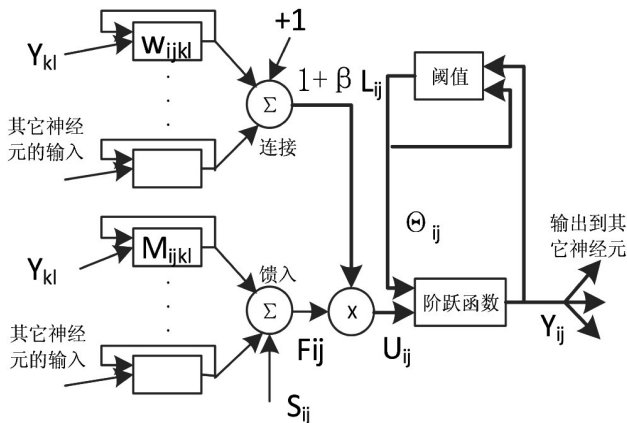 Y_kl
w_ijkl
+1
Σ
1+ β L_ij
阈值
其它神经
元的输入
连接
Θ_ij
输出到其
它神经元
Y_kl
M_ijkl
馈入
Σ
x
阶跃函数
Fij
U_ij
Y_ij
其它神经
元的输入
S_ij